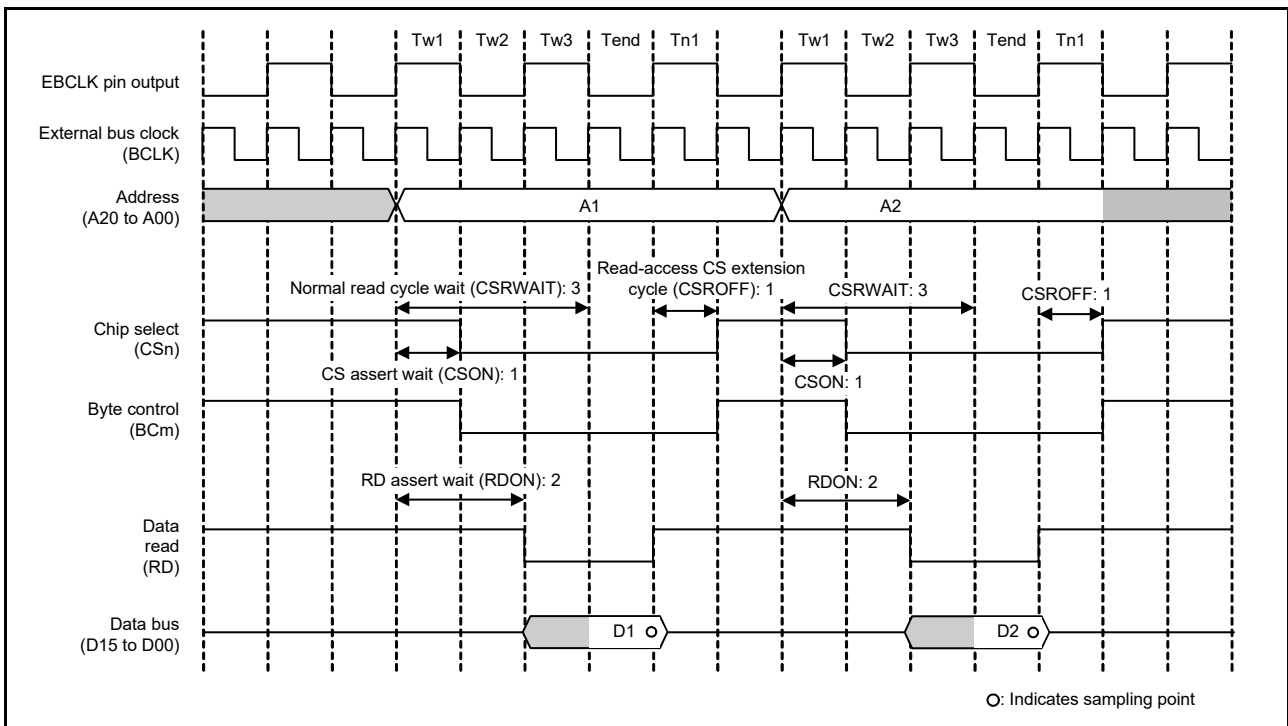 Tw1 Tw2 Tw3 Tend Tn1 Tw1 Tw2 Tw3 Tend Tn1
EBCLK pin output
External bus clock
(BCLK)
Address
(A20 to A00)
A1 A2
Normal read cycle wait (CSRWAIT): 3
Read-access CS extension
cycle (CSROFF): 1
CSRWAIT: 3
CSROFF: 1
Chip select
(CSn)
CS assert wait (CSON): 1
CSON: 1
Byte control
(BCm)
RD assert wait (RDON): 2
RDON: 2
Data
read
(RD)
Data bus
(D15 to D00)
D1 D2
O: Indicates sampling point